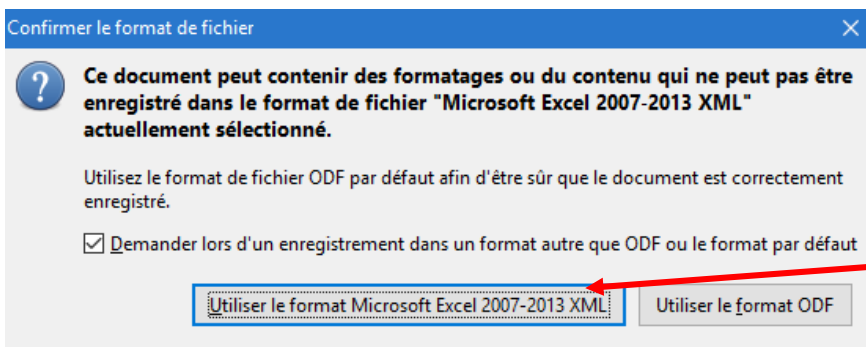 Confirmer le format de fichier
Ce document peut contenir des formatages ou du contenu qui ne peut pas être
enregistré dans le format de fichier "Microsoft Excel 2007-2013 XML"
actuellement sélectionné.
Utilisez le format de fichier ODF par défaut afin d'être sûr que le document est correctement
enregistré.
Demander lors d'un enregistrement dans un format autre que ODF ou le format par défaut
Utiliser le format Microsoft Excel 2007-2013 XML
Utiliser le format ODF